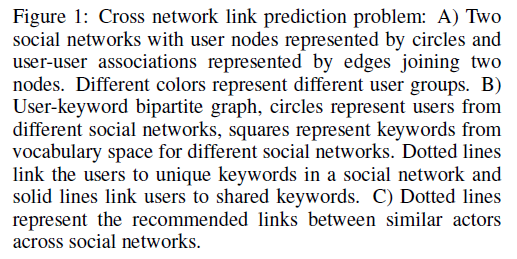 Figure 1: Cross network link prediction problem: A) Two
social networks with user nodes represented by circles and
user-user associations represented by edges joining two
nodes. Different colors represent different user groups. B)
User-keyword bipartite graph, circles represent users from
different social networks, squares represent keywords from
vocabulary space for different social networks. Dotted lines
link the users to unique keywords in a social network and
solid lines link users to shared keywords. C) Dotted lines
represent the recommended links between similar actors
across social networks.